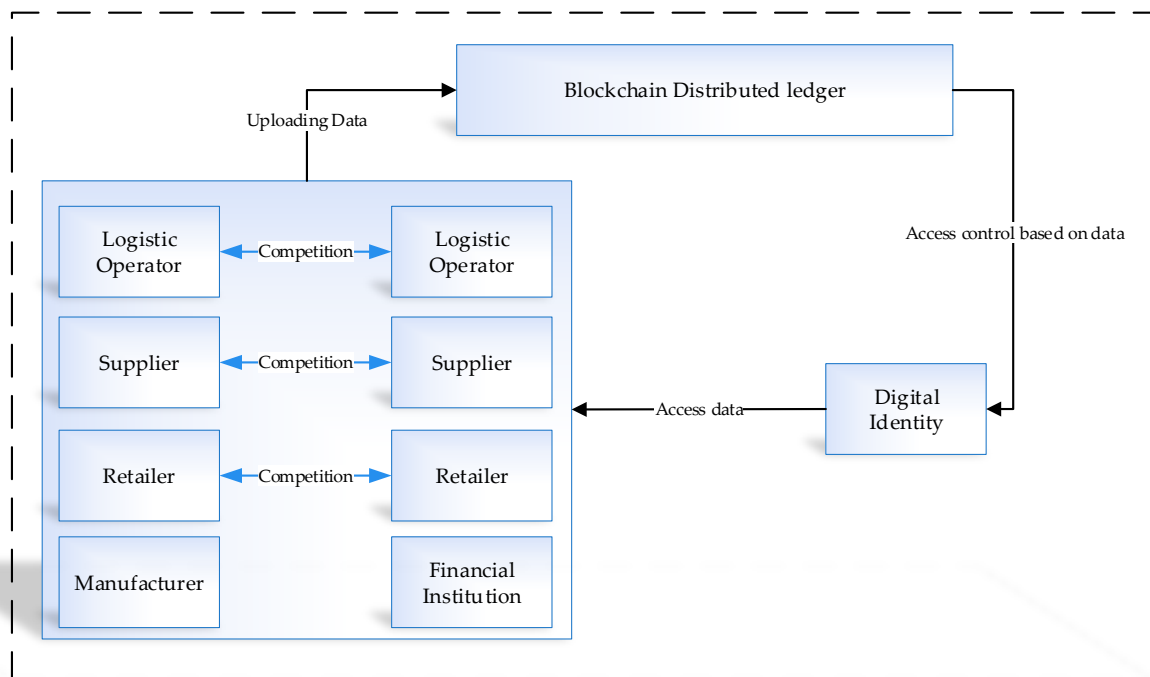 Blockchain Distributed ledger
Uploading Data
Logistic
Operator
Competition
Logistic
Operator
Access control based on data
Supplier
Competition
Supplier
Digital
Identity
Access data
Retailer
Competition
Retailer
Manufacturer
Financial
Institution